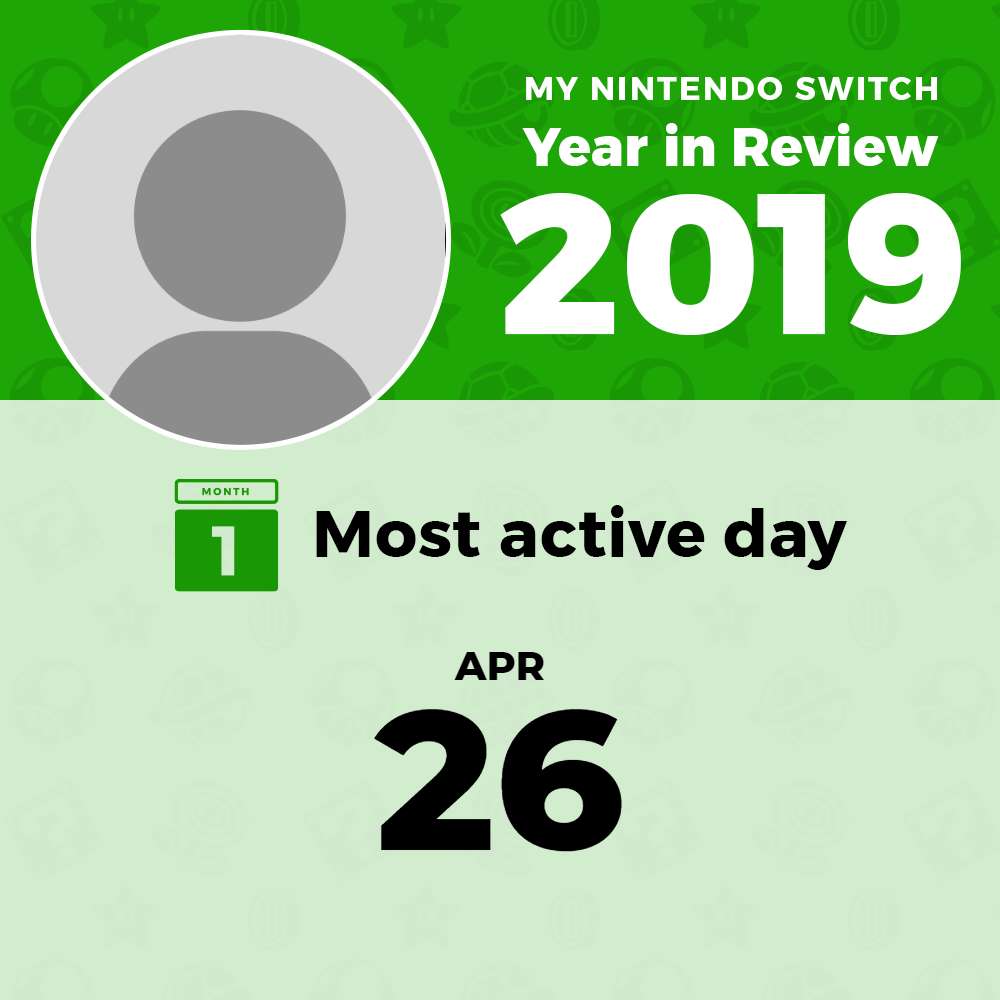 MY NINTENDO SWITCH
Year in Review
2019
MONTH
1
Most active day
APR
26